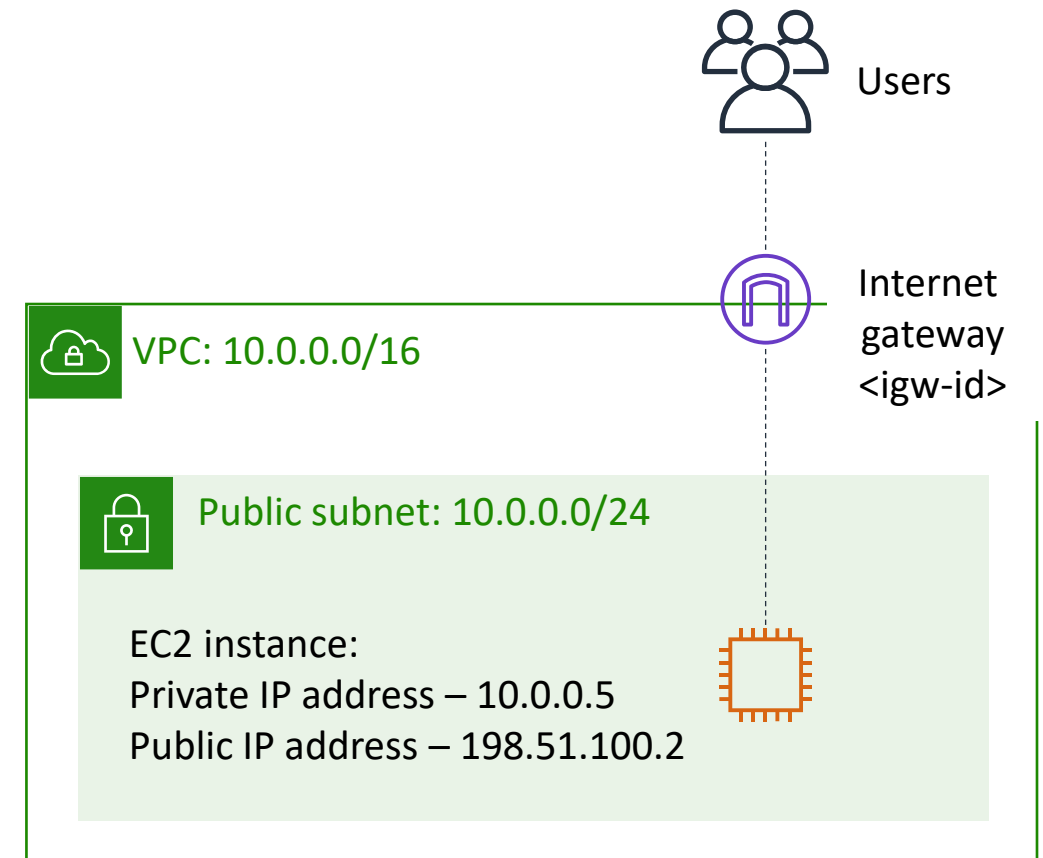 Users
Internet
gateway
<igw-id>
VPC: 10.0.0.0/16
Public subnet: 10.0.0.0/24
EC2 instance:
Private IP address – 10.0.0.5
Public IP address – 198.51.100.2